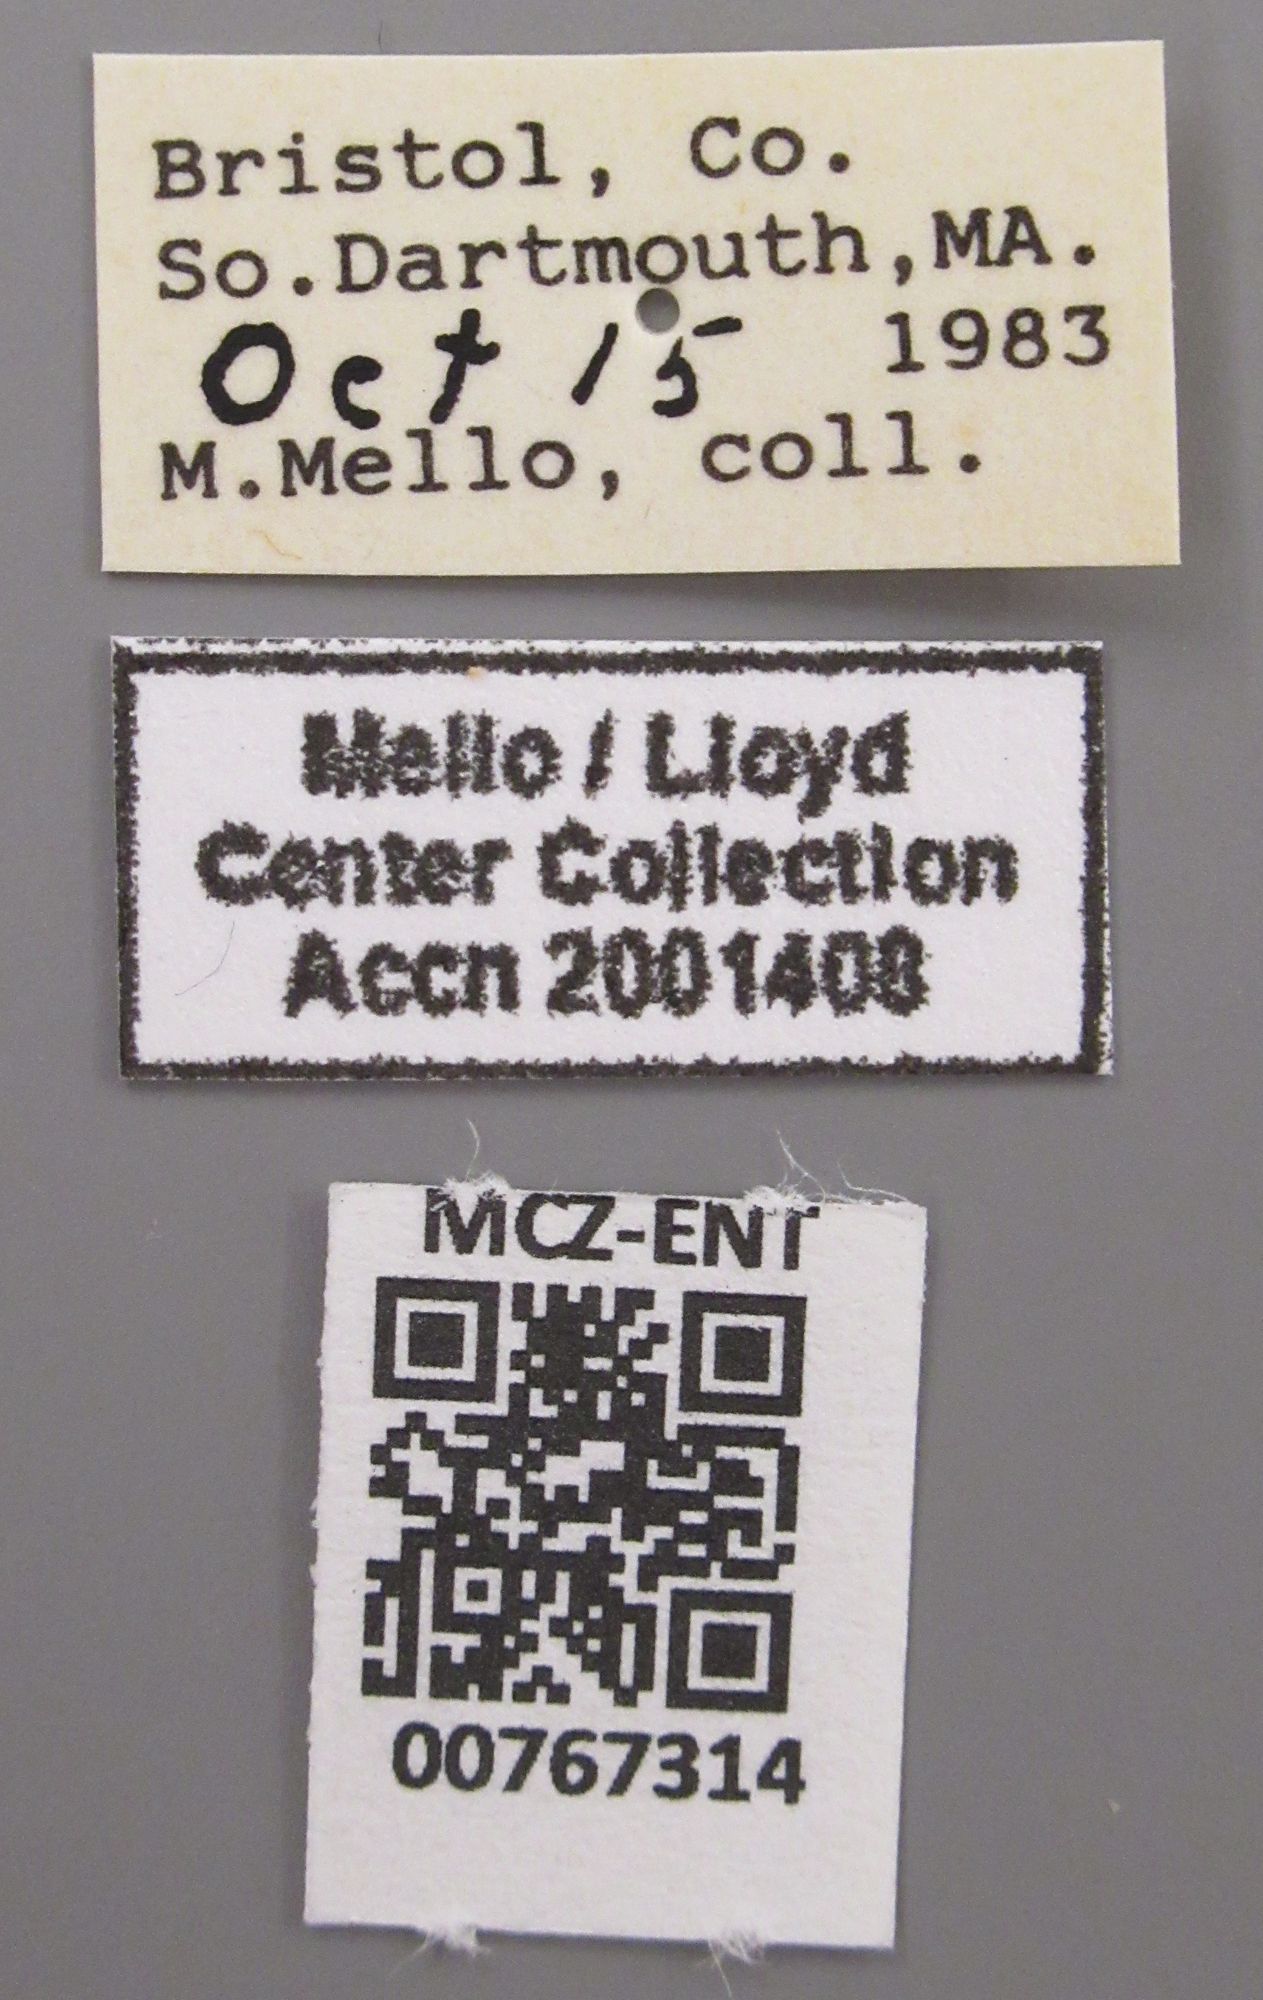 Bristol, Co.
So.Dartmouth,MA.
Oct 15 1983
M.Mello, coll.
Mello / Lloyd
Center Collection
Accn 2001408
MCZ-ENT
00767314